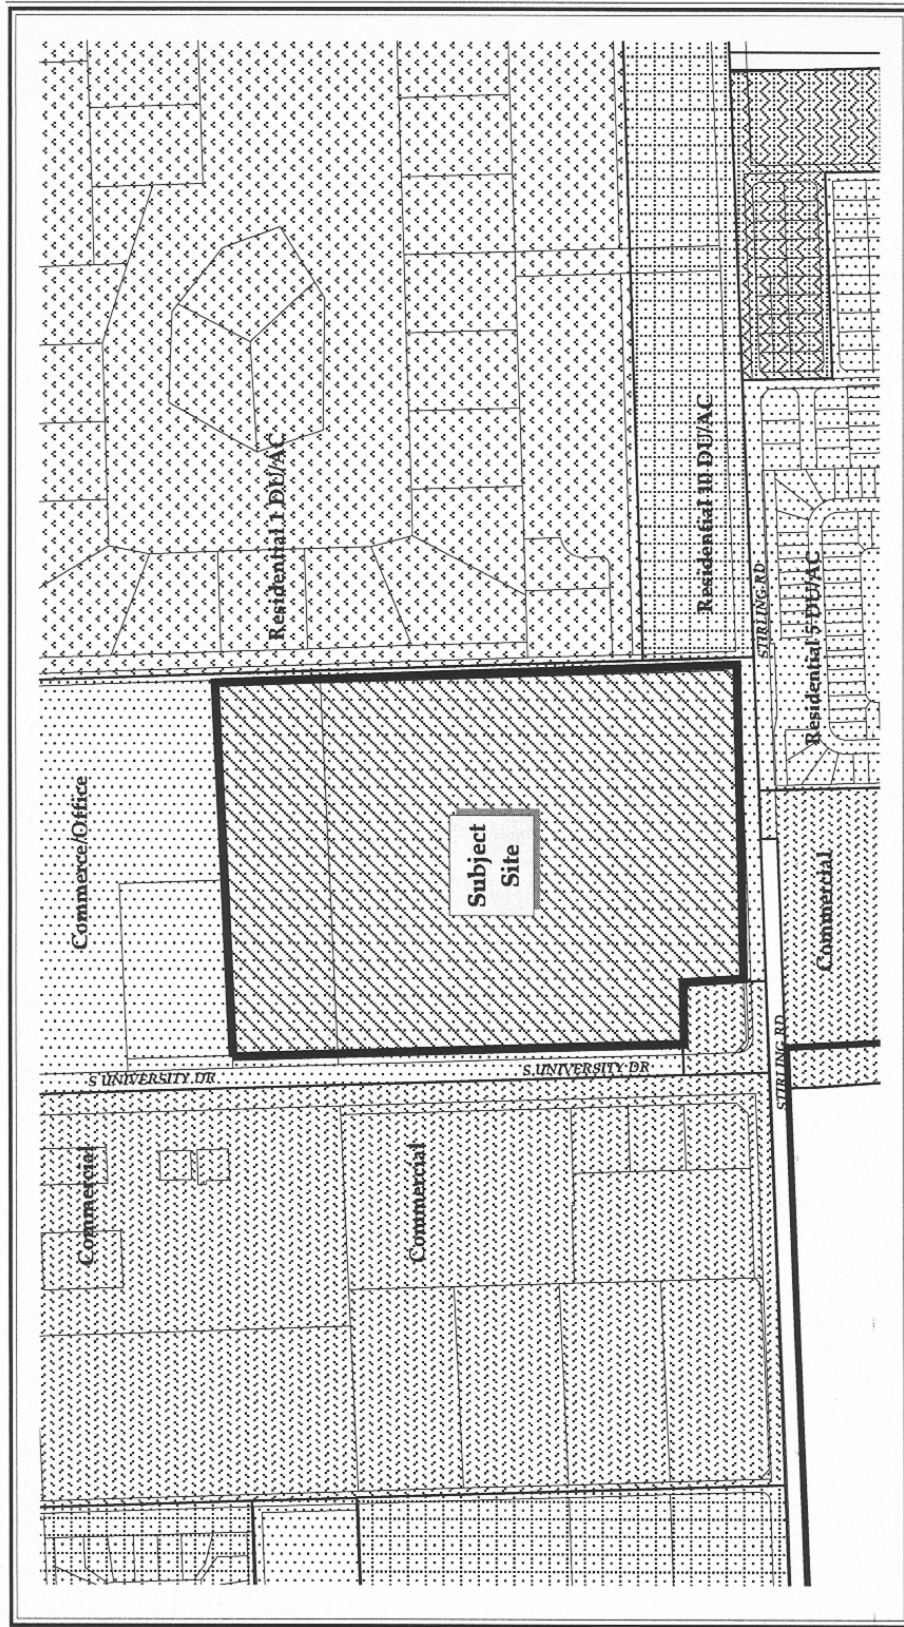 Commerce/Office
Residential 1 DU/AC
Residential 10 DU/AC
STIRLING RD
Residential 5 DU/AC
Subject
Site
Commercial
S UNIVERSITY DR
S UNIVERSITY DR
STIRLING RD
Commercial
Commercial